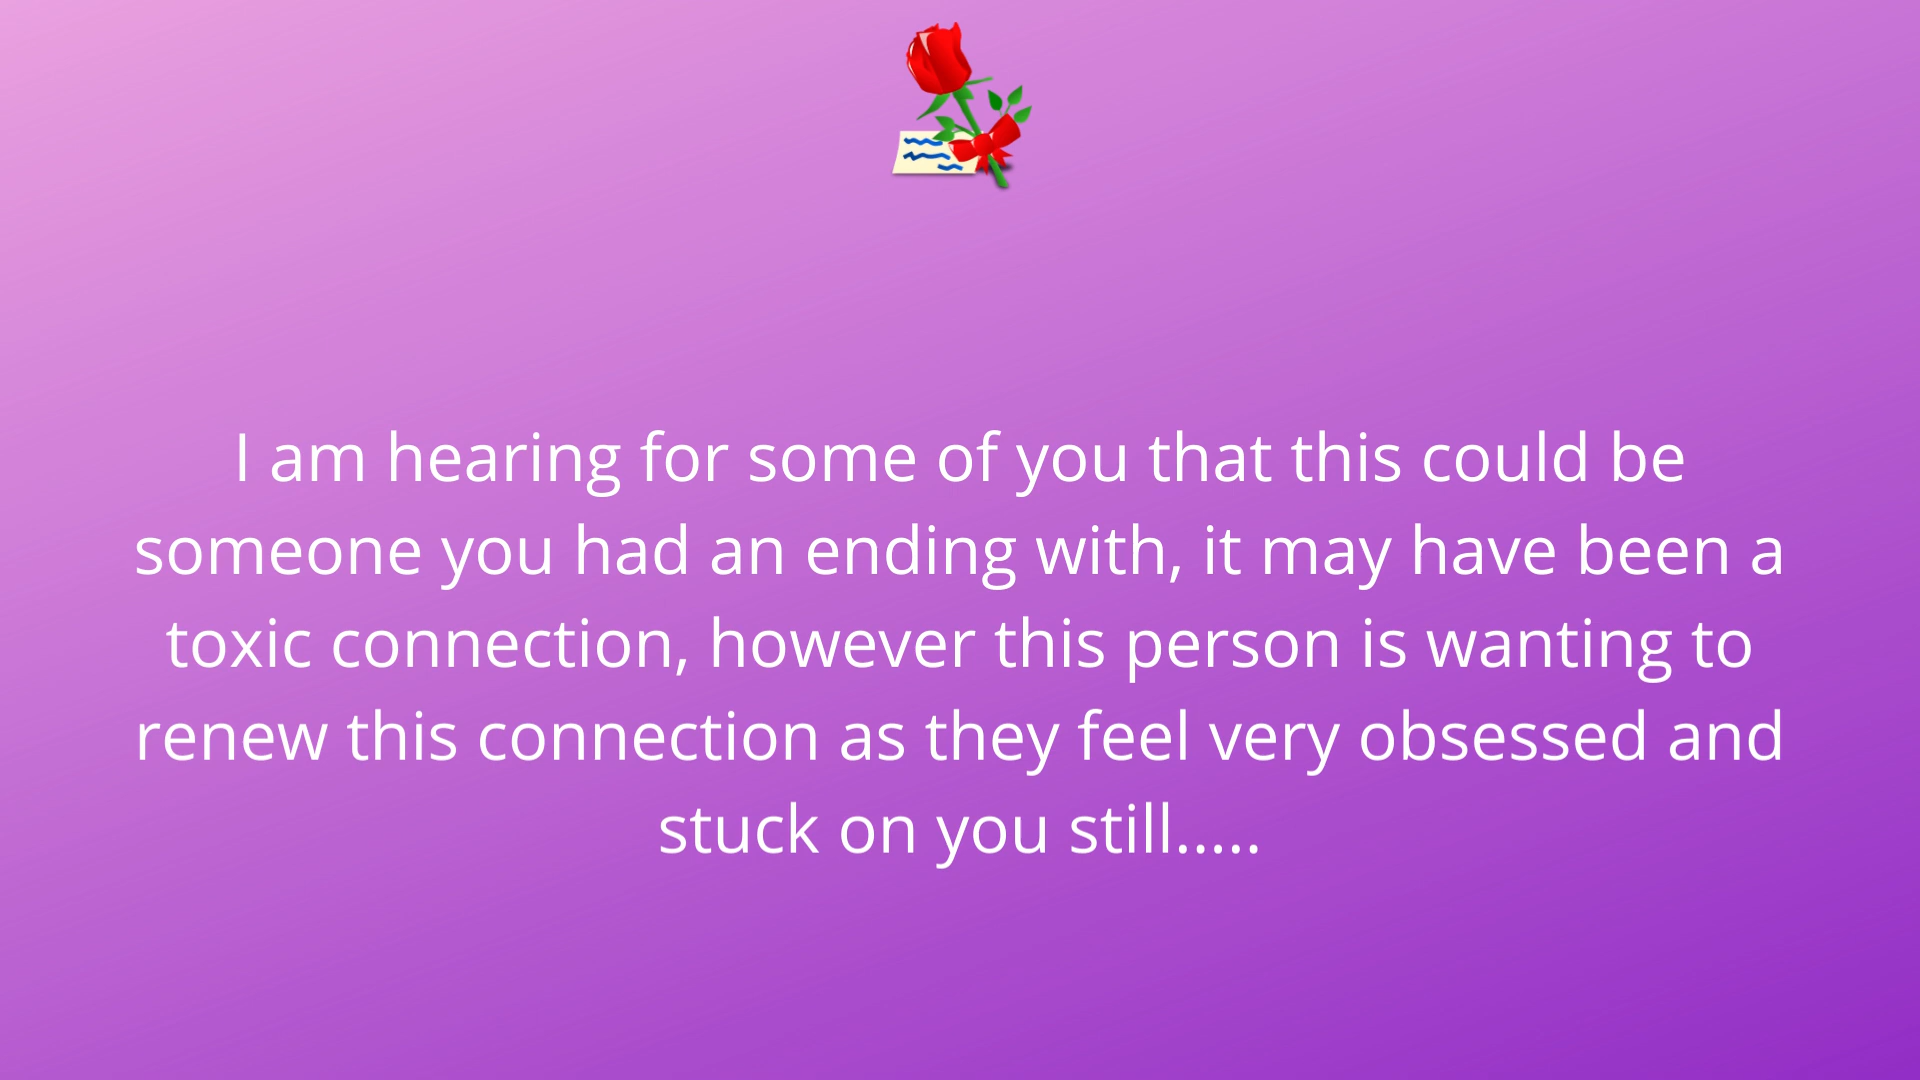 I am hearing for some of you that this could be
someone you had an ending with, it may have been a
toxic connection, however this person is wanting to
renew this connection as they feel very obsessed and
stuck on you still.....